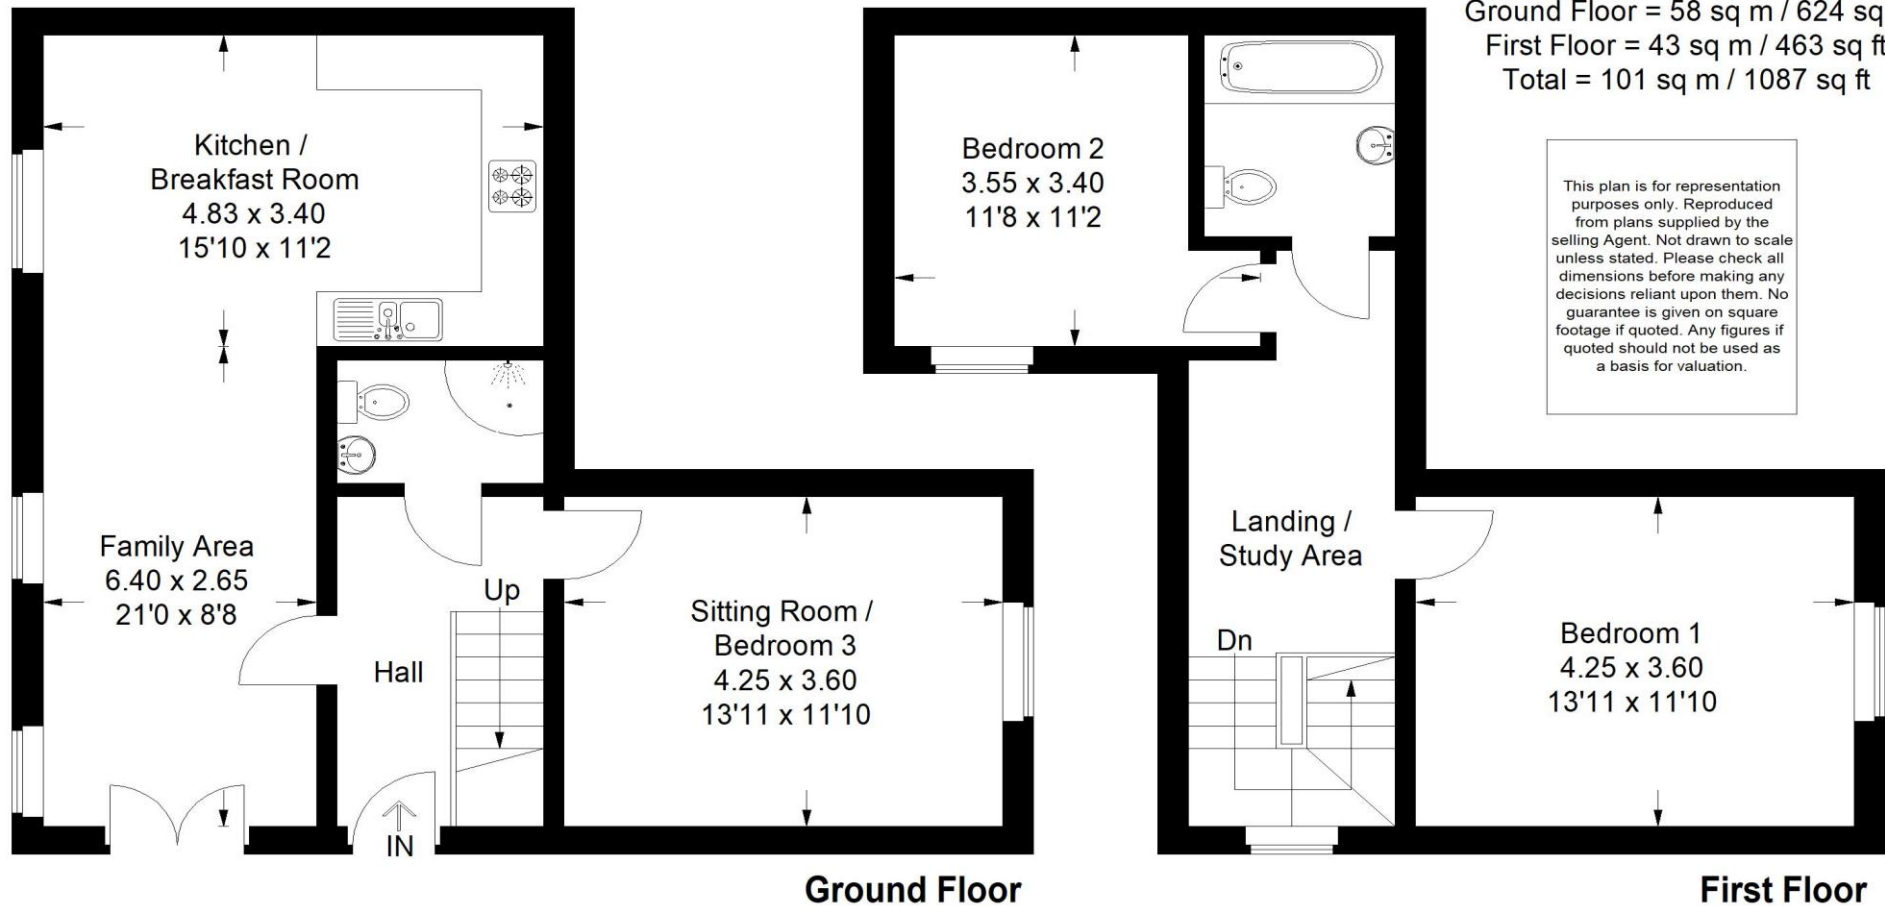 Ground Floor = 58 sq m / 624 sq
First Floor = 43 sq m / 463 sq ft
Total = 101 sq m / 1087 sq ft
Kitchen /
Breakfast Room
4.83 x 3.40
15'10 x 11'2
Bedroom 2
3.55 x 3.40
11'8 x 11'2
This plan is for representation
purposes only. Reproduced
from plans supplied by the
selling Agent. Not drawn to scale
unless stated. Please check all
dimensions before making any
decisions reliant upon them. No
guarantee is given on square
footage if quoted. Any figures if
quoted should not be used as
a basis for valuation.
Family Area
6.40 x 2.65
21'0 x 8'8
Up
Hall
IN
Sitting Room /
Bedroom 3
4.25 x 3.60
13'11 x 11'10
Landing /
Study Area
Dn
Bedroom 1
4.25 x 3.60
13'11 x 11'10
Ground Floor
First Floor